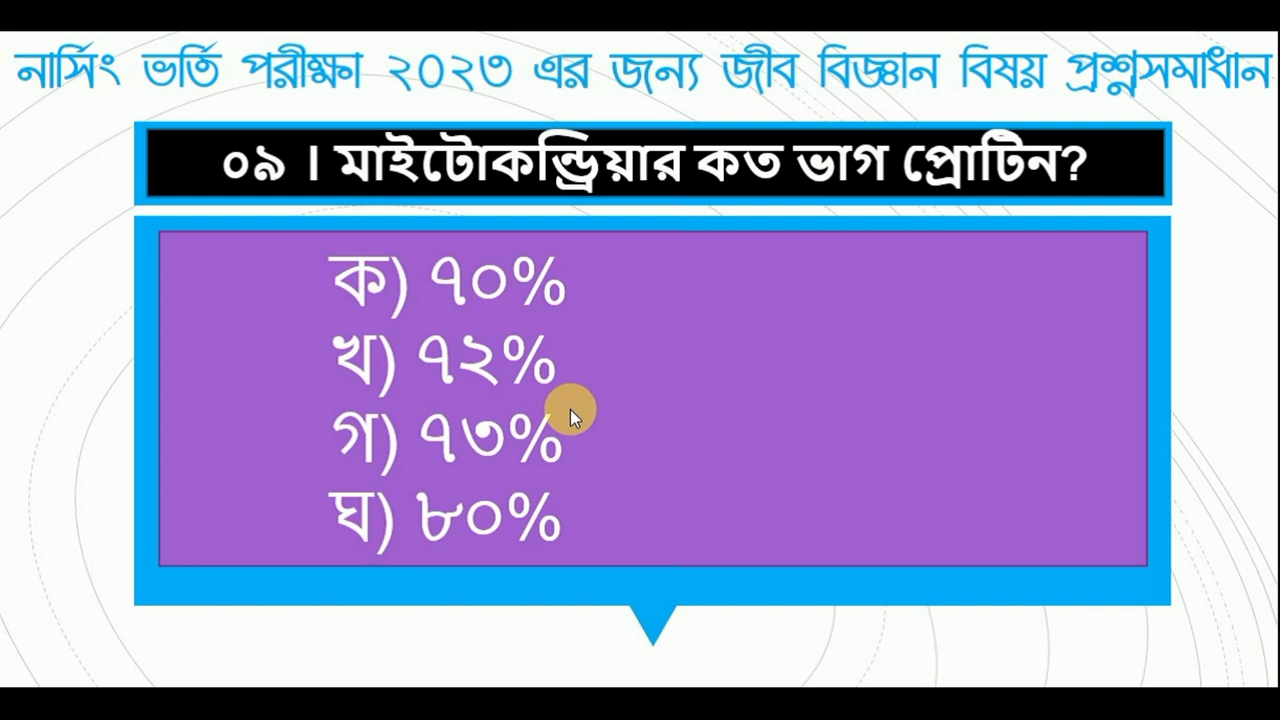 নার্সিং ভর্তি পরীক্ষা ২০২৩ এর জন্য জীব বিজ্ঞান বিষয় প্রশ্নসমাধান
০৯ । মাইটোকন্ড্রিয়ার কত ভাগ প্রোটিন?
ক) ৭০%
খ) ৭২%
গ) ৭৩%
ঘ) ৮০%